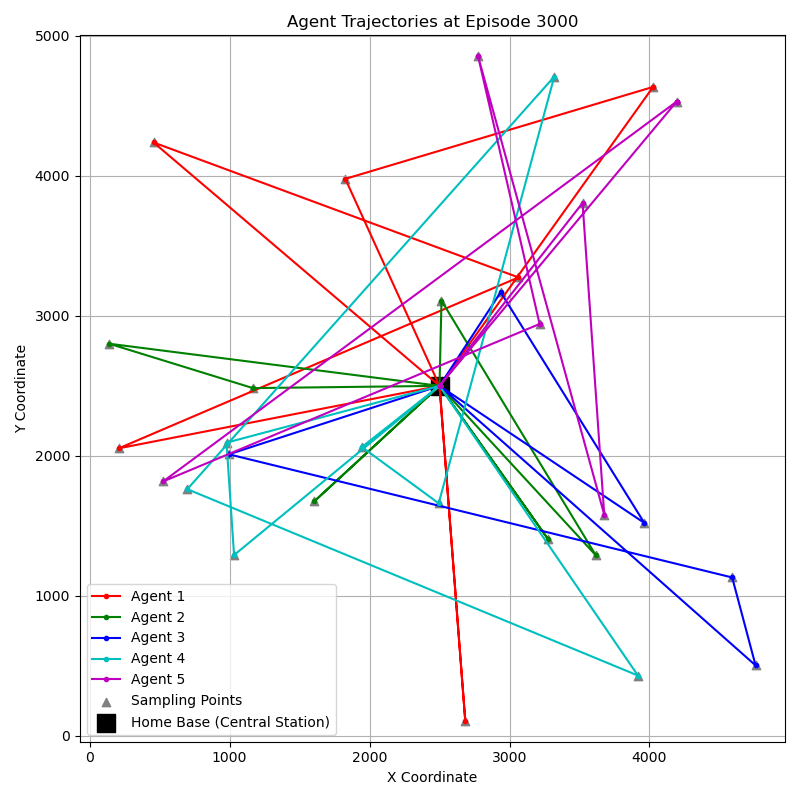 Agent Trajectories at Episode 3000
5000
4000
3000
2000
1000
0
Y Coordinate
Agent 1
Agent 2
Agent 3
Agent 4
Agent 5
Sampling Points
Home Base (Central Station)
0 1000 2000 3000 4000
X Coordinate